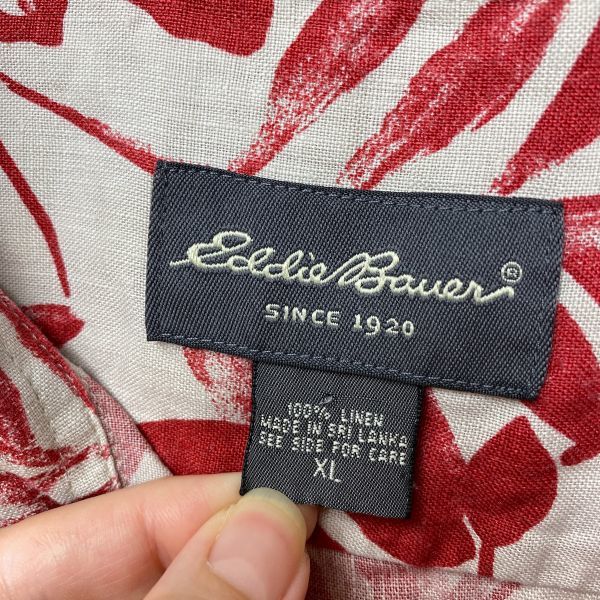 Eddie Bauer®
SINCE 1920
100% LINEN
MADE IN SRI LANKA
SEE SIDE FOR CARE
XL